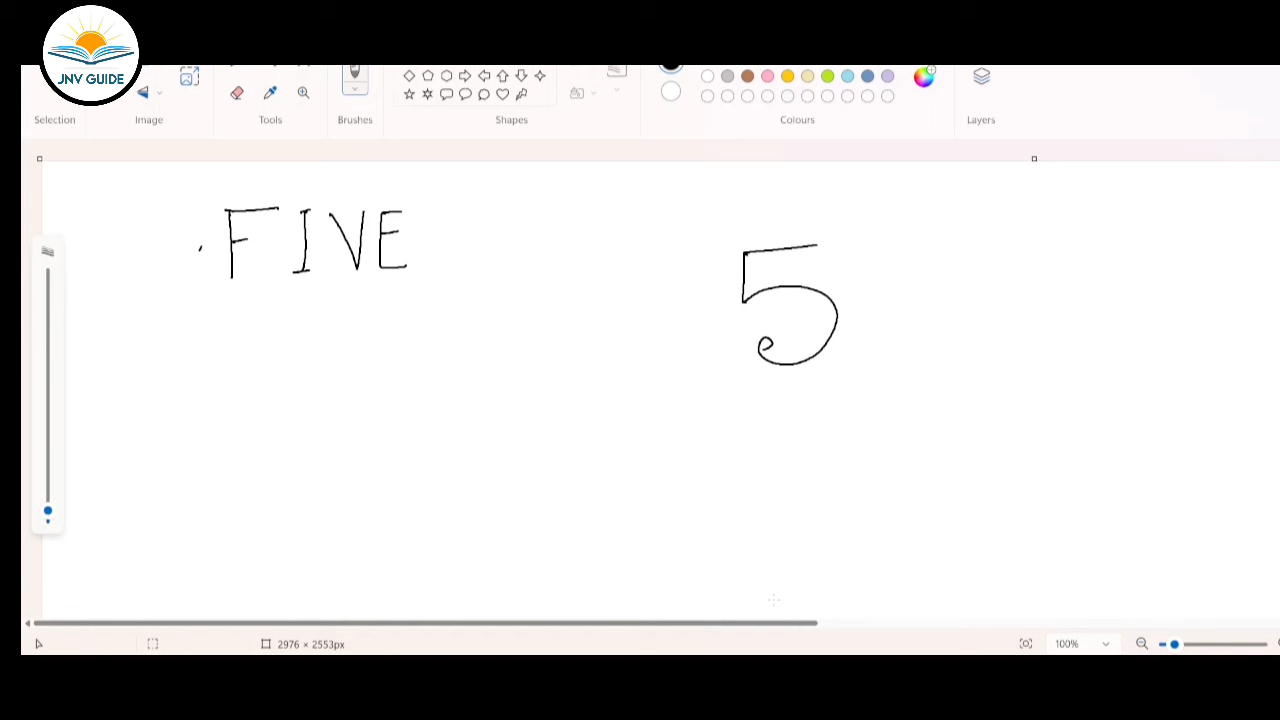 JNV GUIDE
Selection Image Tools Brushes Shapes Colours Layers
FIVE
5
2976 × 2553px 100%